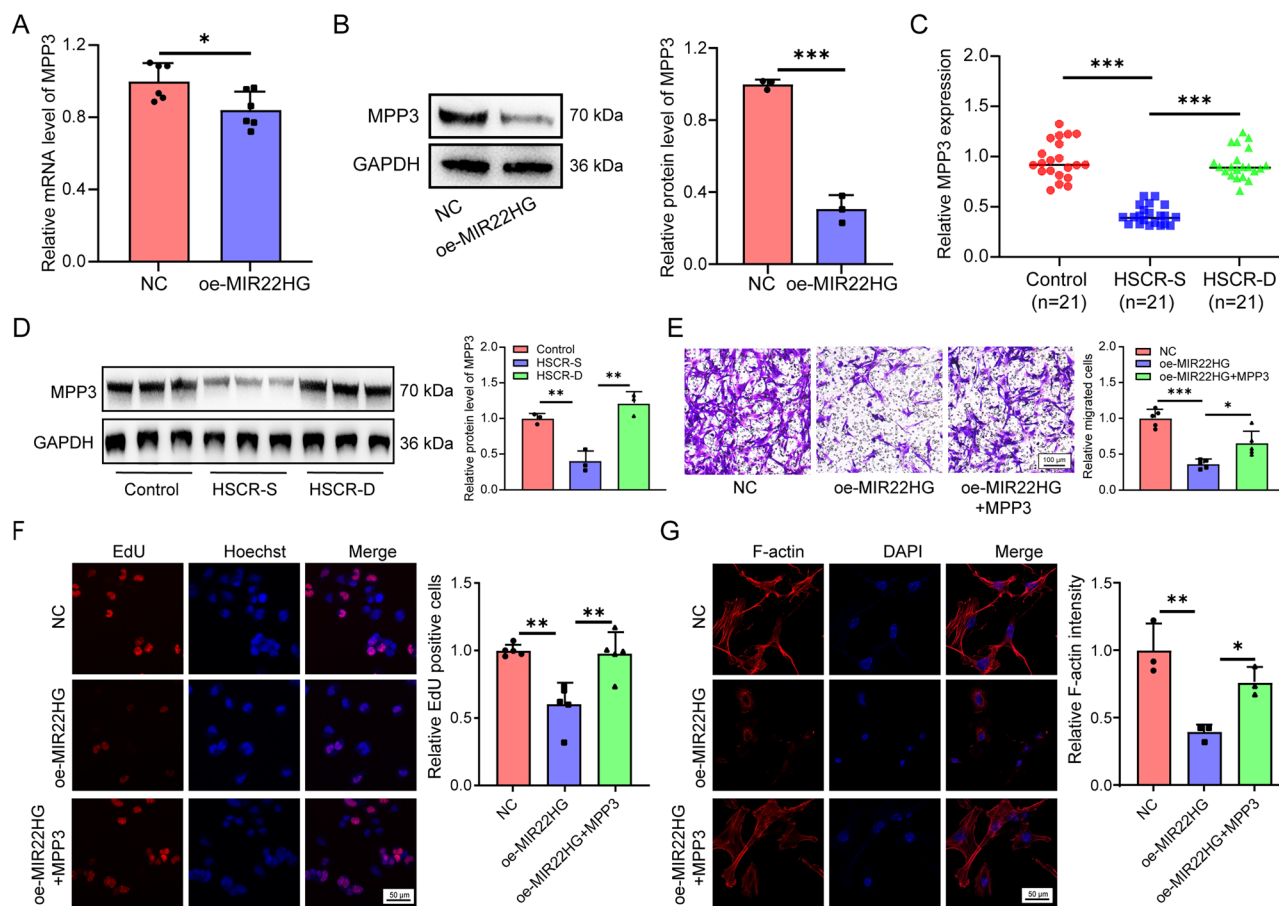 A
Relative mRNA level of MPP3
1.2
0.8
0.4
0.0
*
NC
oe-MIR22HG
B
MPP3
70 kDa
GAPDH
36 kDa
NC
oe-MIR22HG
Relative protein level of MPP3
1.2
0.8
0.4
0.0
***
NC
oe-MIR22HG
C
Relative MPP3 expression
2.0
1.5
1.0
0.5
0.0
***
***
Control
(n=21)
HSCR-S
(n=21)
HSCR-D
(n=21)
D
MPP3
70 kDa
GAPDH
36 kDa
Control
HSCR-S
HSCR-D
Relative protein level of MPP3
2.0
1.5
1.0
0.5
0.0
Control
HSCR-S
HSCR-D
**
**
E
100 μm
NC
oe-MIR22HG
oe-MIR22HG
+MPP3
Relative migrated cells
2.0
1.5
1.0
0.5
0.0
NC
oe-MIR22HG
oe-MIR22HG+MPP3
***
*
F
EdU
Hoechst
Merge
NC
oe-MIR22HG
oe-MIR22HG
+MPP3
50 μm
Relative EdU positive cells
1.5
1.0
0.5
0.0
**
**
NC
oe-MIR22HG
oe-MIR22HG+MPP3
G
F-actin
DAPI
Merge
NC
oe-MIR22HG
oe-MIR22HG
+MPP3
50 μm
Relative F-actin intensity
1.5
1.0
0.5
0.0
**
*
NC
oe-MIR22HG
oe-MIR22HG+MPP3